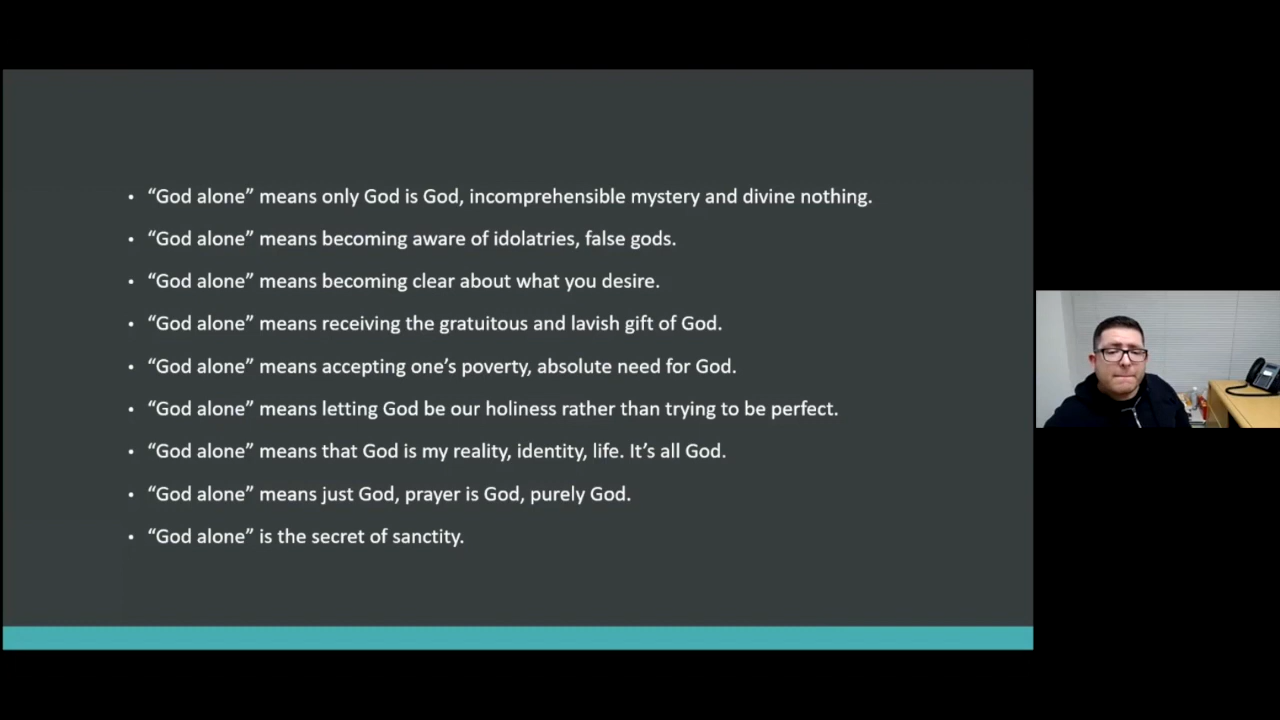 • “God alone” means only God is God, incomprehensible mystery and divine nothing.
• “God alone” means becoming aware of idolatries, false gods.
• “God alone” means becoming clear about what you desire.
• “God alone” means receiving the gratuitous and lavish gift of God.
• “God alone” means accepting one’s poverty, absolute need for God.
• “God alone” means letting God be our holiness rather than trying to be perfect.
• “God alone” means that God is my reality, identity, life. It’s all God.
• “God alone” means just God, prayer is God, purely God.
• “God alone” is the secret of sanctity.